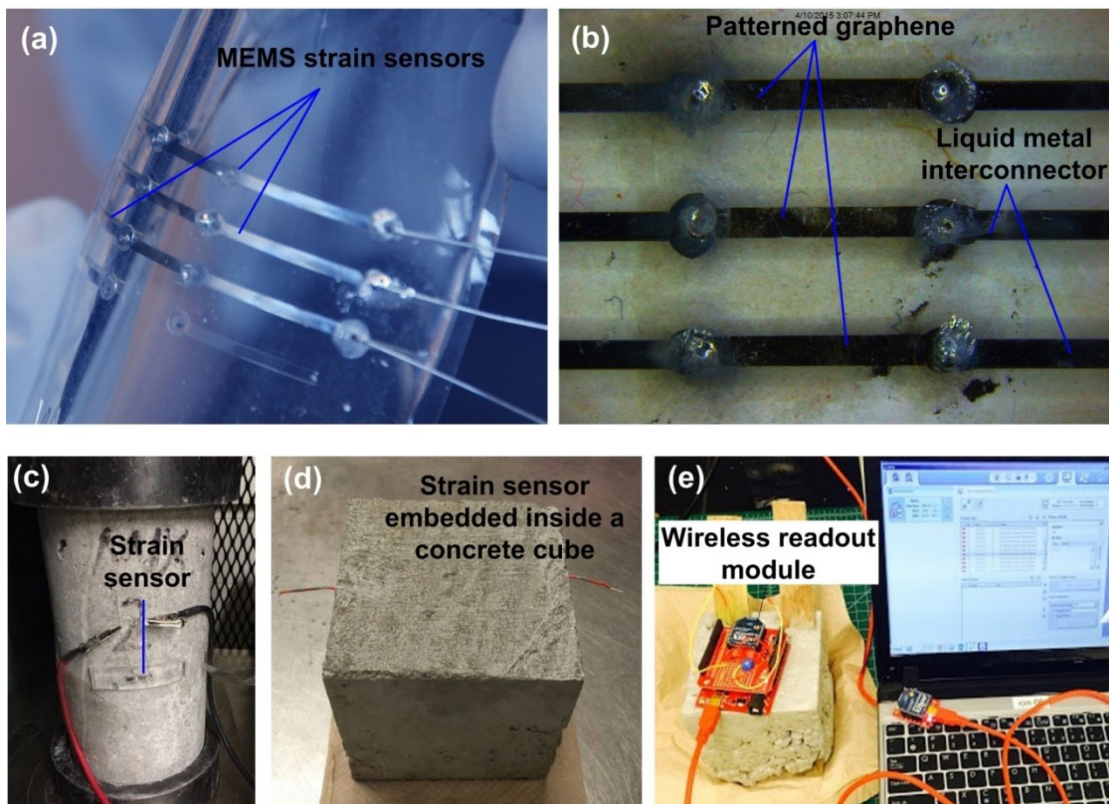 (a)
MEMS strain sensors
(b)
4/10/2015 3:07:44 PM
Patterned graphene
Liquid metal
interconnector
(c)
Strain
sensor
(d)
Strain sensor
embedded inside a
concrete cube
(e)
Wireless readout
module